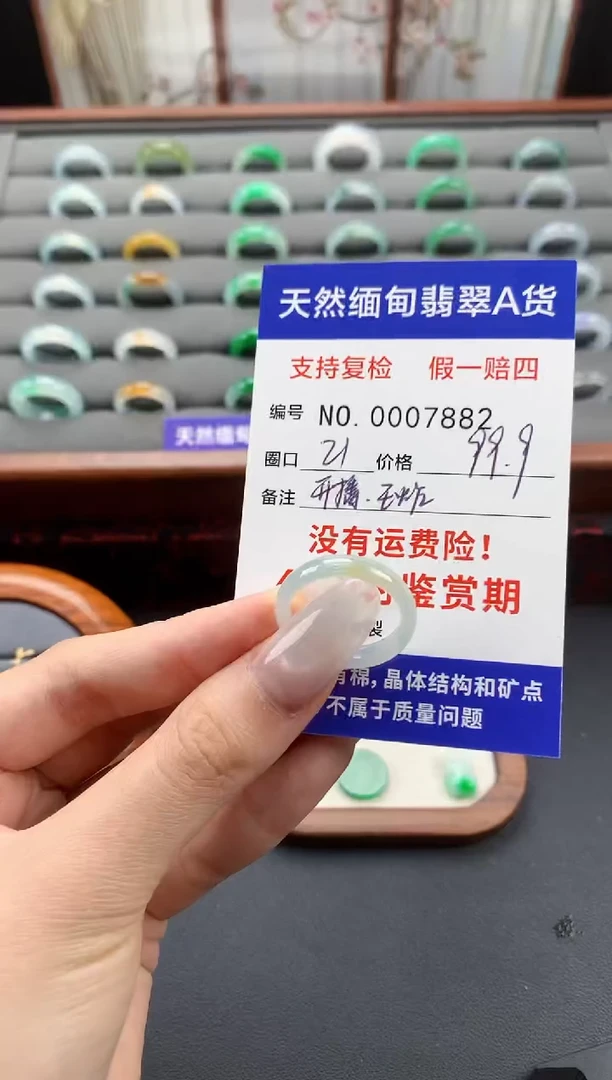 天然缅甸翡翠A货
支持复检 假一赔四
编号 NO.0007882
圈口 21 价格 99.9
备注 开播.王炸
没有运费险!
鉴赏期
裂
有棉,晶体结构和矿点
不属于质量问题
天然缅甸